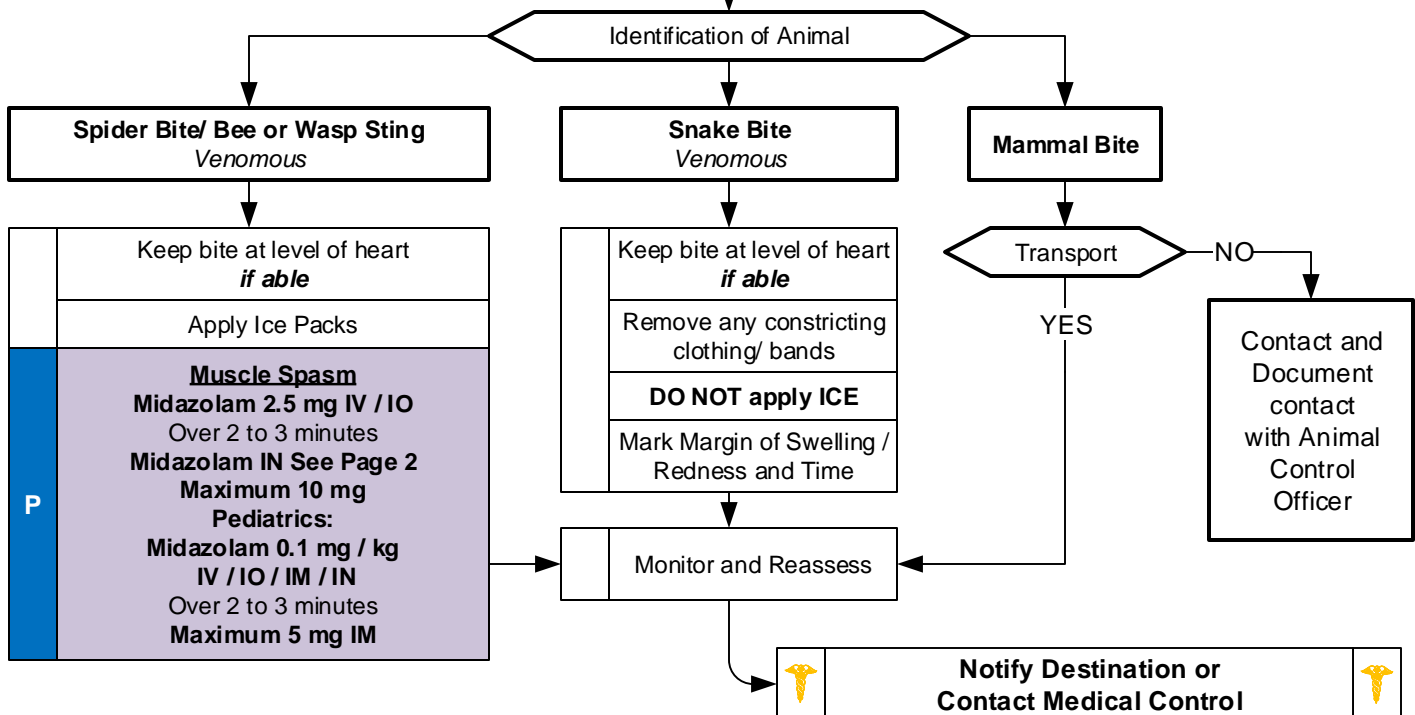 Identification of Animal
Spider Bite/ Bee or Wasp Sting
Venomous
Snake Bite
Venomous
Mammal Bite
Keep bite at level of heart
if able
Apply Ice Packs
P
Muscle Spasm
Midazolam 2.5 mg IV / IO
Over 2 to 3 minutes
Midazolam IN See Page 2
Maximum 10 mg
Pediatrics:
Midazolam 0.1 mg / kg
IV / IO / IM / IN
Over 2 to 3 minutes
Maximum 5 mg IM
Keep bite at level of heart
if able
Remove any constricting
clothing/ bands
DO NOT apply ICE
Mark Margin of Swelling /
Redness and Time
Transport
NO
YES
Contact and
Document
contact
with Animal
Control
Officer
Monitor and Reassess
Notify Destination or
Contact Medical Control